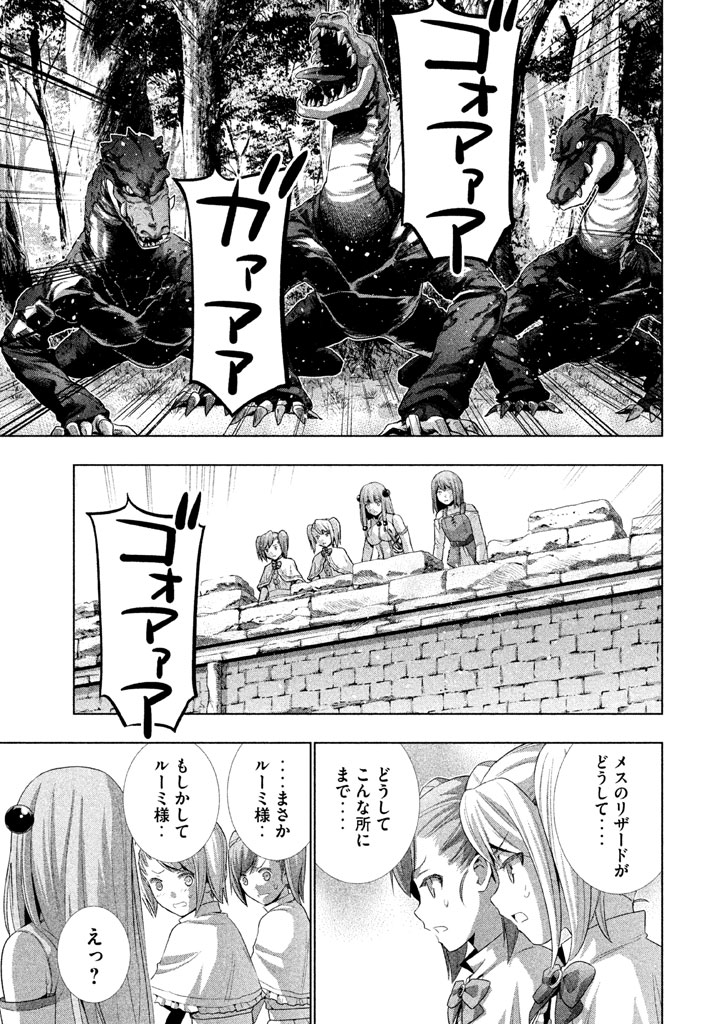 ゴォアァア
ガァアァ
ゴォアァア
メスのリザードが
どうして‥‥
どうして
こんな所に
まで‥‥
‥‥まさか
ルーミ様‥
もしかして
ルーミ様‥
えっ?